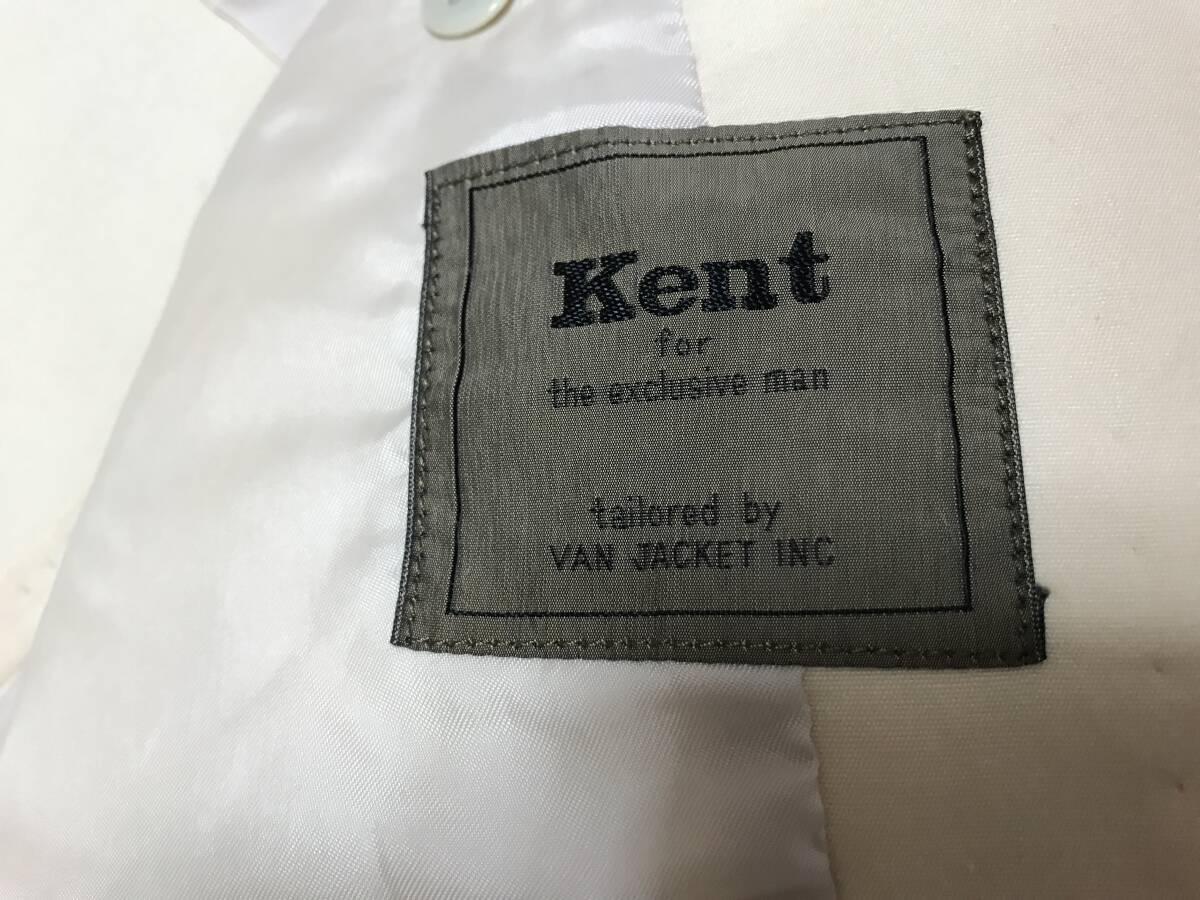 Kent
for
the exclusive man
tailored by
VAN JACKET INC